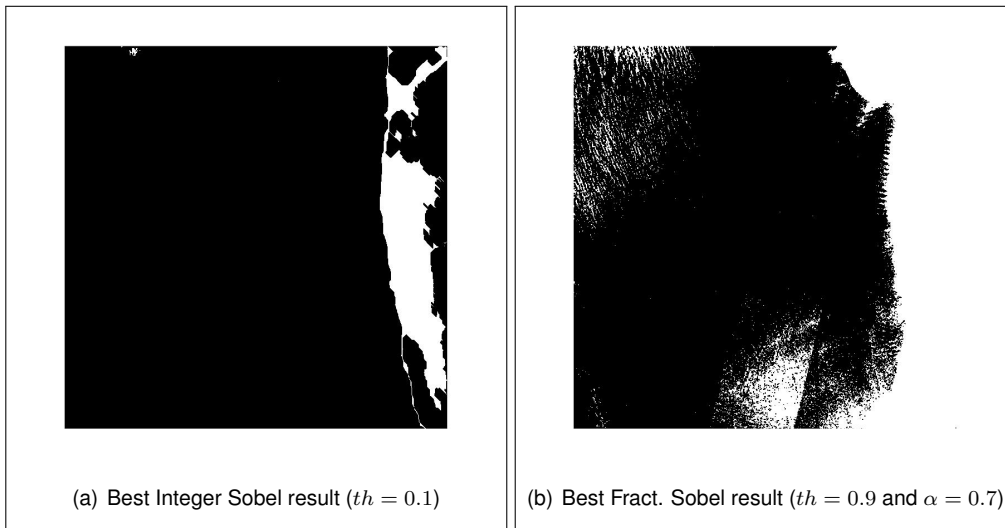 (a) Best Integer Sobel result (th = 0.1)
(b) Best Fract. Sobel result (th = 0.9 and α = 0.7)